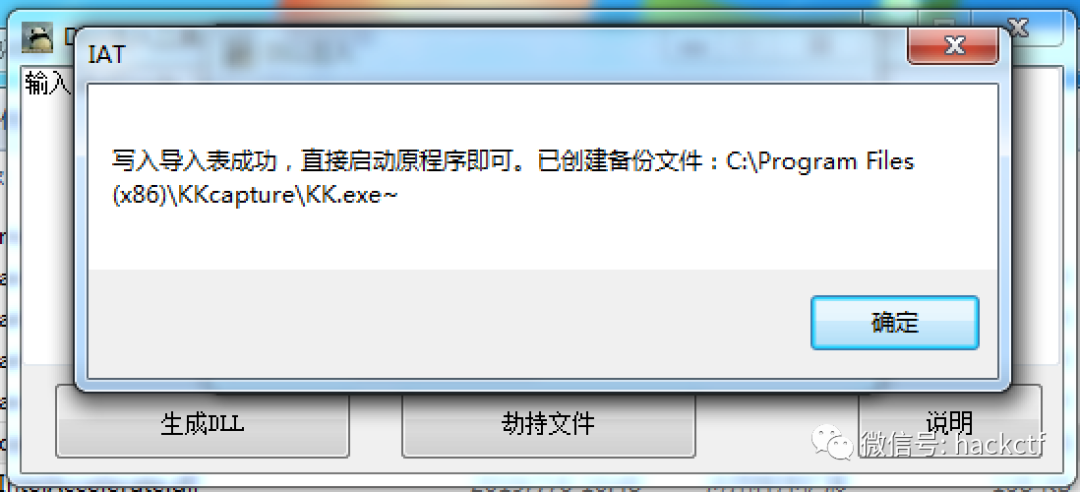 IAT
输入
写入导入表成功，直接启动原程序即可。已创建备份文件：C:\Program Files
(x86)\KKcapture\KK.exe~
确定
生成DLL
劫持文件
说明
微信号: hackctf